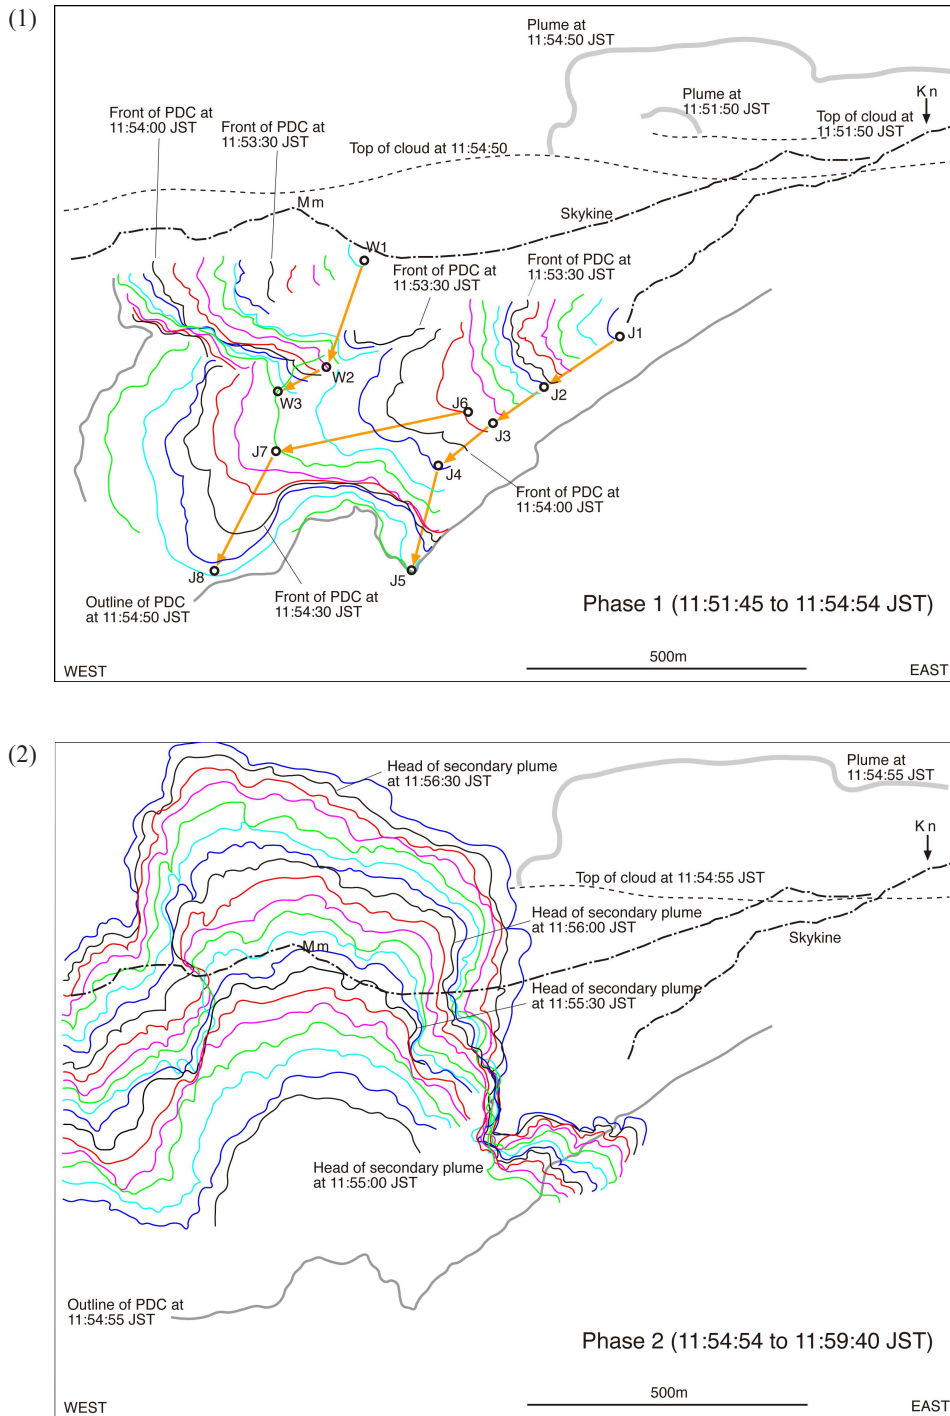 (1)
Plume at
11:54:50 JST
Plume at
11:51:50 JST
Kn
Top of cloud at
11:51:50 JST
Front of PDC at
11:54:00 JST
Front of PDC at
11:53:30 JST
Top of cloud at 11:54:50
Mm
Skykine
W1
Front of PDC at
11:53:30 JST
Front of PDC at
11:53:30 JST
J1
W2
J2
W3
J6
J3
J7
J4
Front of PDC at
11:54:00 JST
J8
J5
Outline of PDC
at 11:54:50 JST
Front of PDC at
11:54:30 JST
Phase 1 (11:51:45 to 11:54:54 JST)
500m
WEST
EAST
(2)
Head of secondary plume
at 11:56:30 JST
Plume at
11:54:55 JST
Kn
Top of cloud at 11:54:55 JST
Head of secondary plume
at 11:56:00 JST
Skykine
Mm
Head of secondary plume
at 11:55:30 JST
Head of secondary plume
at 11:55:00 JST
Outline of PDC at
11:54:55 JST
Phase 2 (11:54:54 to 11:59:40 JST)
500m
WEST
EAST